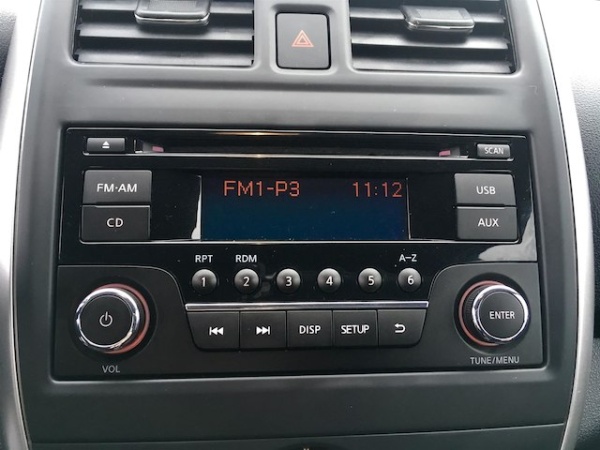 SCAN
FM·AM
FM1-P3 11:12
USB
CD
AUX
RPT RDM A-Z
1 2 3 4 5 6
DISP SETUP
ENTER
VOL
TUNE/MENU